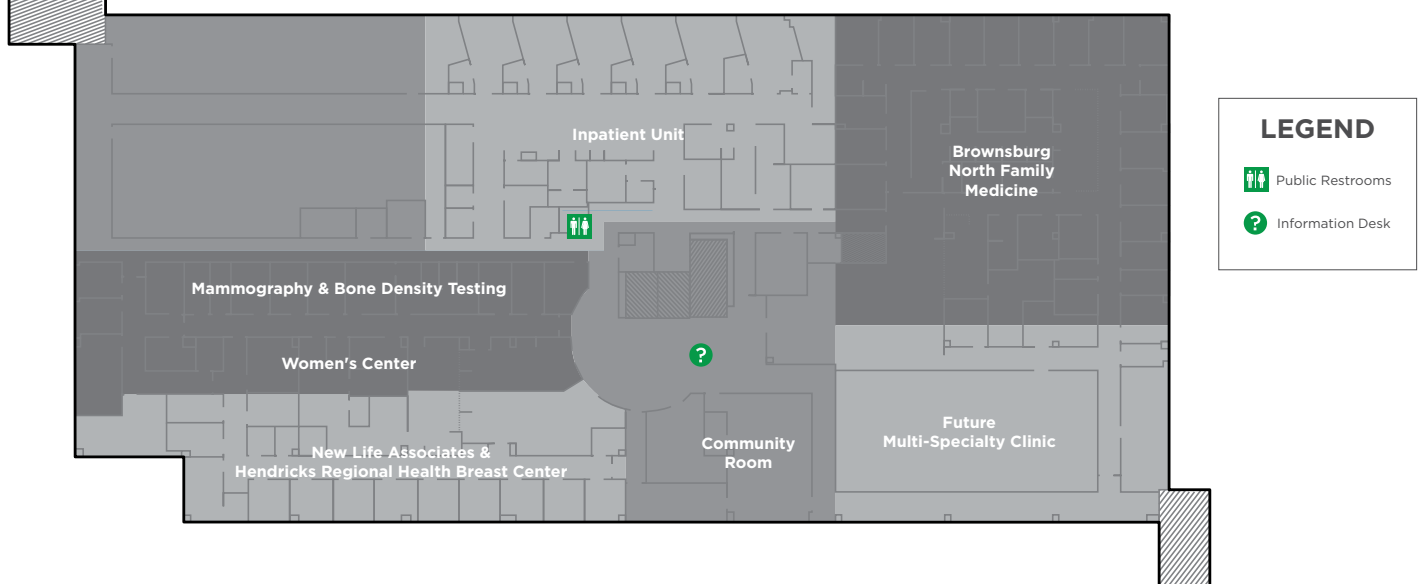 Inpatient Unit
Brownsburg
North Family
Medicine
LEGEND
Public Restrooms
?
Information Desk
Mammography & Bone Density Testing
Women's Center
?
New Life Associates &
Hendricks Regional Health Breast Center
Community
Room
Future
Multi-Specialty Clinic